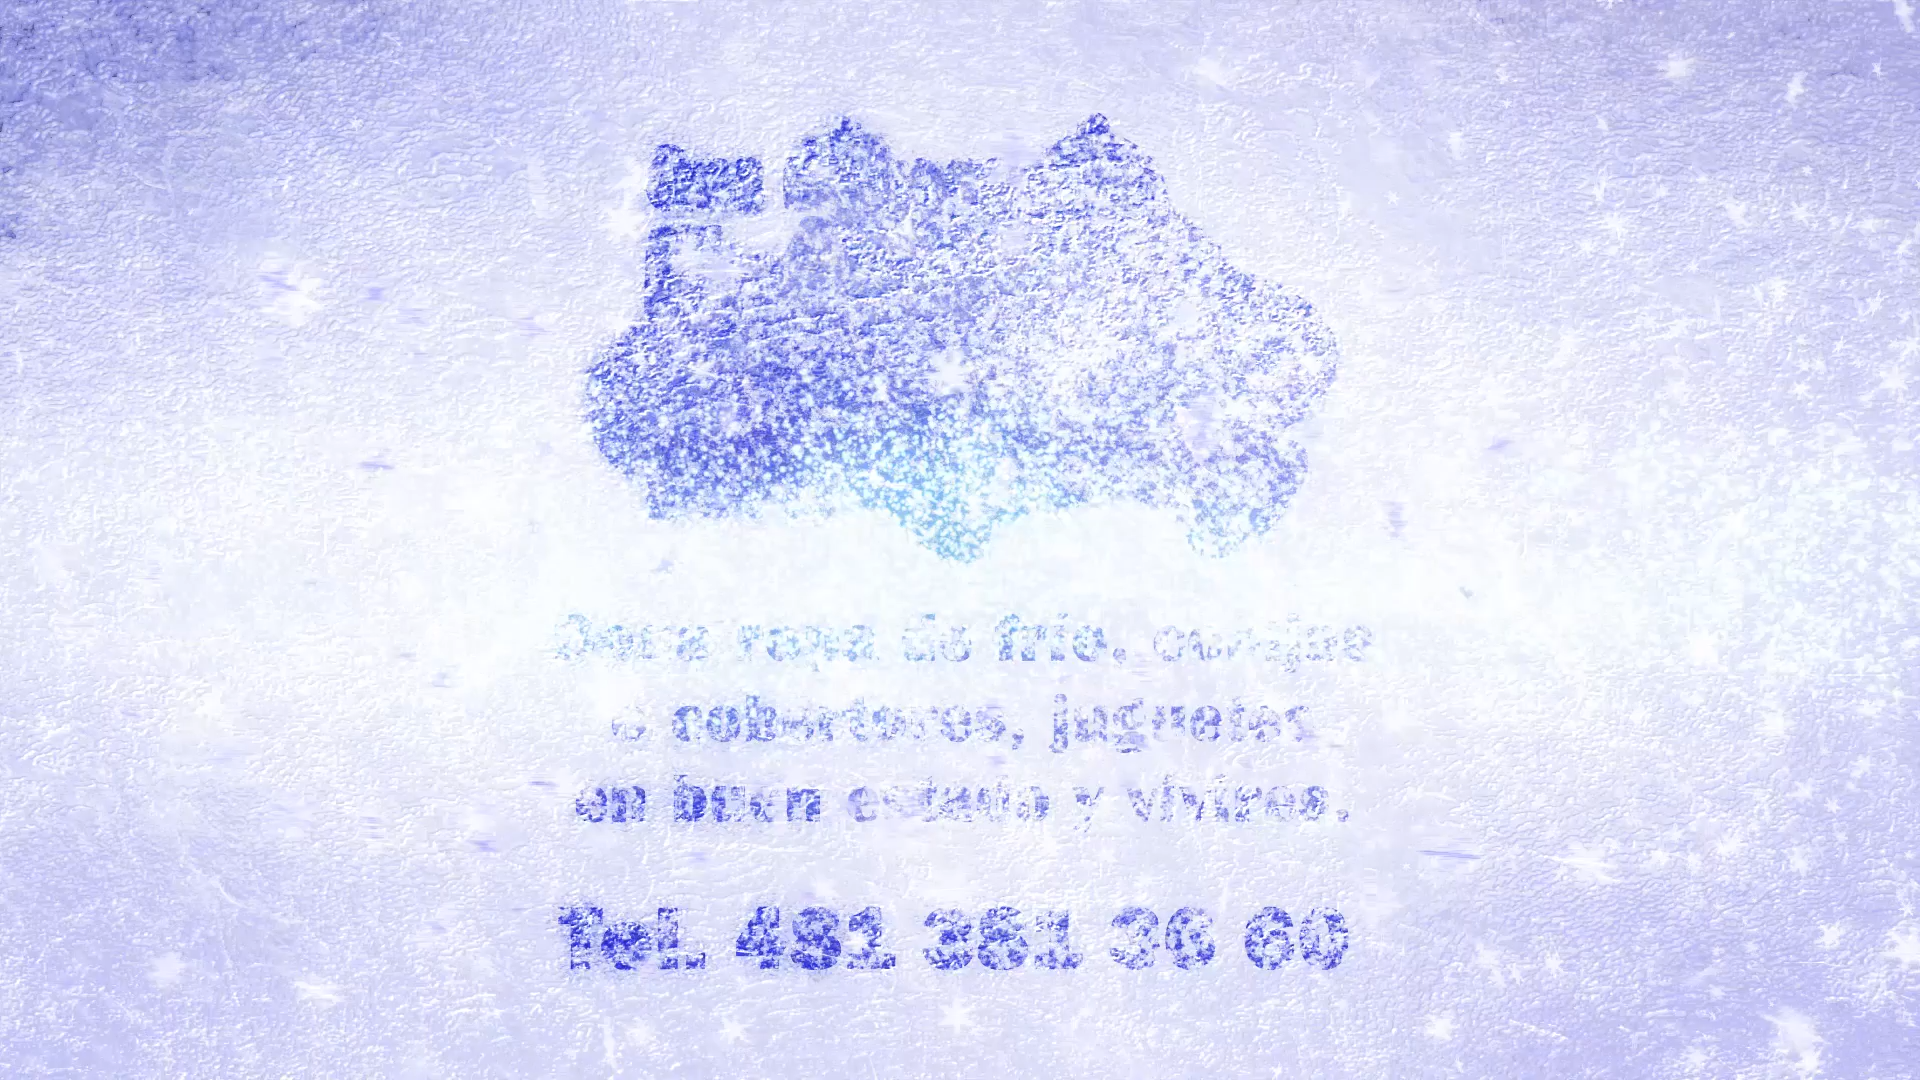 Dona ropa de frío, cobijas
o cobertores, juguetes
en buen estado y víveres.
Tel. 481 381 36 60